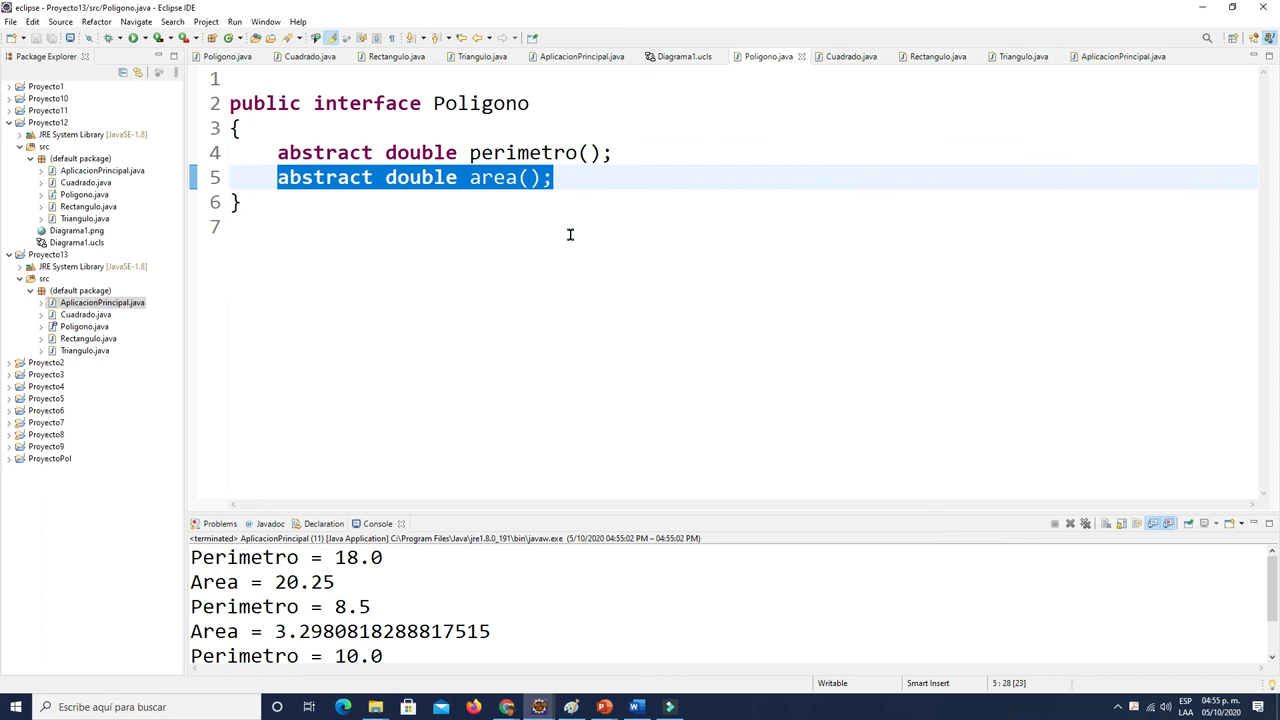 eclipse - Proyecto13/src/Poligono.java - Eclipse IDE
File Edit Source Refactor Navigate Search Project Run Window Help
Package Explorer
Poligono.java Cuadrado.java Rectangulo.java Triangulo.java AplicacionPrincipal.java Diagrama1.ucls Poligono.java Cuadrado.java Rectangulo.java Triangulo.java AplicacionPrincipal.java
Proyecto1
Proyecto10
Proyecto11
Proyecto12
JRE System Library [JavaSE-1.8]
src
(default package)
AplicacionPrincipal.java
Cuadrado.java
Poligono.java
Rectangulo.java
Triangulo.java
Diagrama1.png
Diagrama1.ucls
Proyecto13
JRE System Library [JavaSE-1.8]
src
(default package)
AplicacionPrincipal.java
Cuadrado.java
Poligono.java
Rectangulo.java
Triangulo.java
Proyecto2
Proyecto3
Proyecto4
Proyecto5
Proyecto6
Proyecto7
Proyecto8
Proyecto9
ProyectoPol
1
2 public interface Poligono
3 {
4 abstract double perimetro();
5 abstract double area();
6 }
7
Problems Javadoc Declaration Console
<terminated> AplicacionPrincipal (11) [Java Application] C:\Program Files\Java\jre1.8.0_191\bin\javaw.exe (5/10/2020 04:55:02 PM – 04:55:02 PM)
Perimetro = 18.0
Area = 20.25
Perimetro = 8.5
Area = 3.2980818288817515
Perimetro = 10.0
Writable Smart Insert 5 : 28 [23]
Escribe aquí para buscar
ESP
LAA
04:55 p. m.
05/10/2020